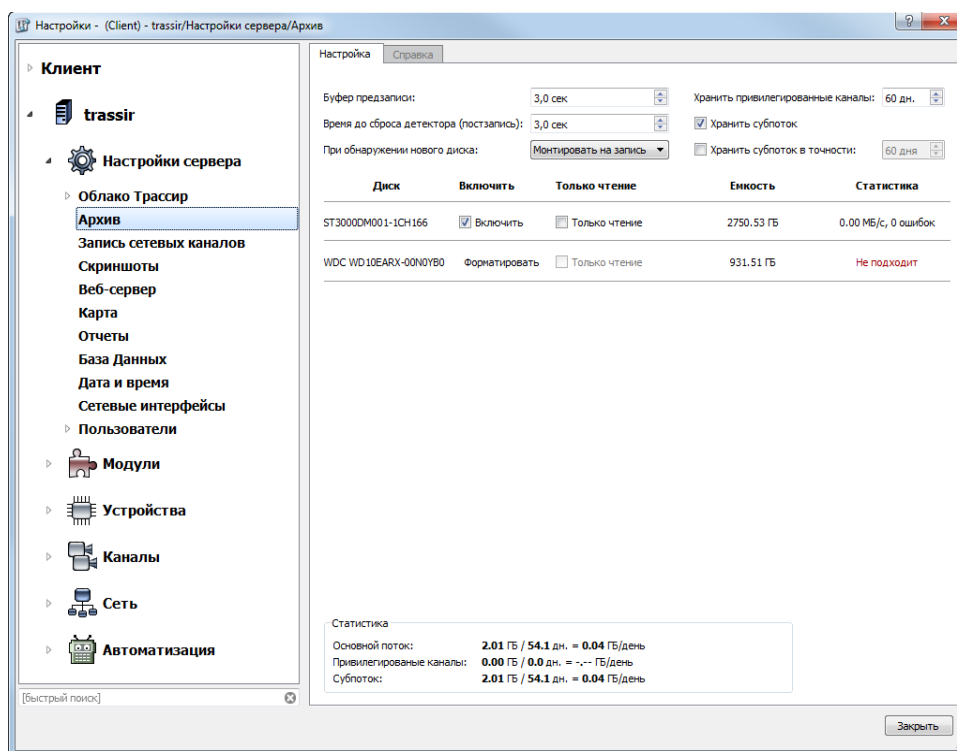 Настройки - (Client) - trassir/Настройки сервера/Архив
Клиент
trassir
Настройки сервера
Облако Трассир
Архив
Запись сетевых каналов
Скриншоты
Веб-сервер
Карта
Отчеты
База Данных
Дата и время
Сетевые интерфейсы
Пользователи
Модули
Устройства
Каналы
Сеть
Автоматизация
[быстрый поиск]
Настройка Справка
Буфер предзаписи: 3,0 сек Хранить привилегированные каналы: 60 дн.
Время до сброса детектора (постзапись): 3,0 сек Хранить субпоток
При обнаружении нового диска: Монтировать на запись Хранить субпоток в точности: 60 дня
Диск Включить Только чтение Емкость Статистика
ST3000DM001-1CH166 Включить Только чтение 2750.53 ГБ 0.00 МБ/с, 0 ошибок
WDC WD10EARX-00N0YB0 Форматировать Только чтение 931.51 ГБ Не подходит
Статистика
Основной поток: 2.01 ГБ / 54.1 дн. = 0.04 ГБ/день
Привилегированые каналы: 0.00 ГБ / 0.0 дн. = -.-- ГБ/день
Субпоток: 2.01 ГБ / 54.1 дн. = 0.04 ГБ/день
Закрыть